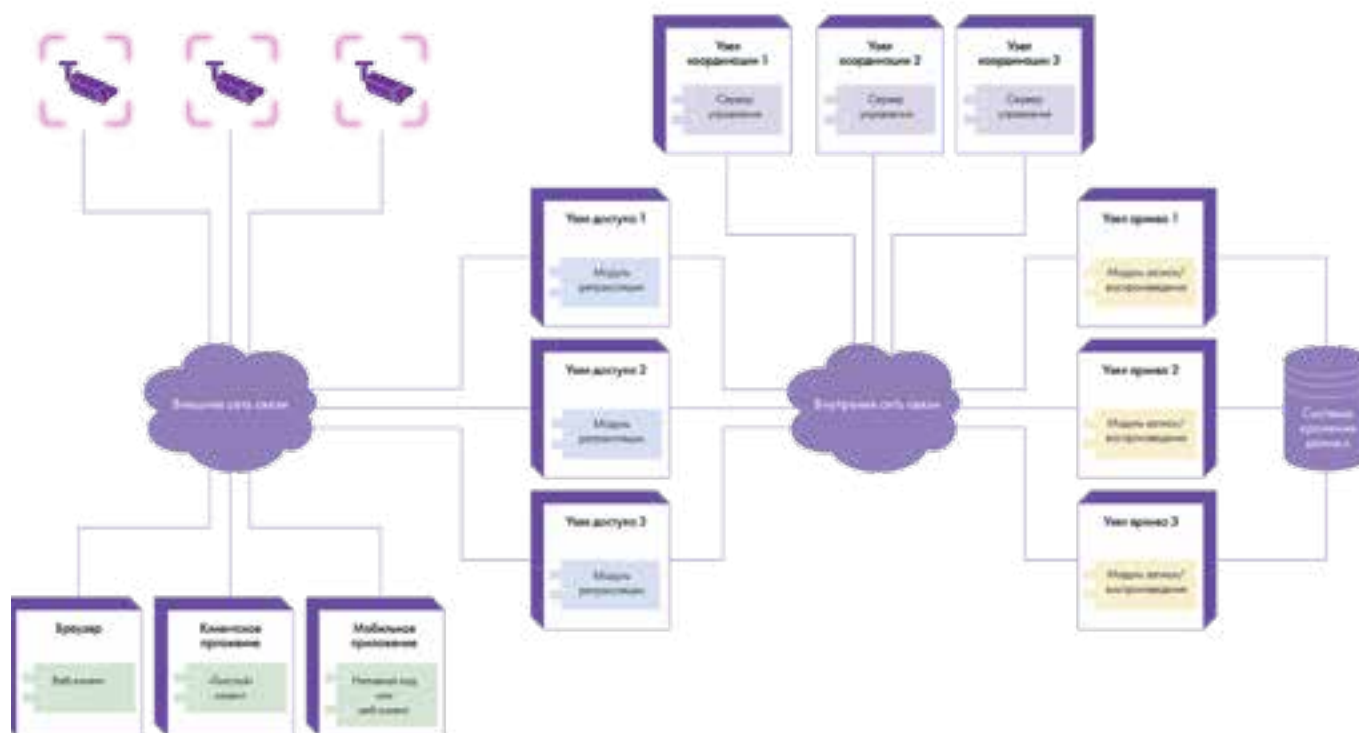 Узел
координации 1
Сервер
управления
Узел
координации 2
Сервер
управления
Узел
координации 3
Сервер
управления
Узел доступа 1
Модуль
ретрансляции
Узел архива 1
Модуль записи/
воспроизведения
Внешняя сеть связи
Узел доступа 2
Модуль
ретрансляции
Внутренняя сеть связи
Узел архива 2
Модуль записи/
воспроизведения
Система
хранения
данных
Узел доступа 3
Модуль
ретрансляции
Узел архива 3
Модуль записи/
воспроизведения
Браузер
Веб-клиент
Клиентское
приложение
«Толстый»
клиент
Мобильное
приложение
Нативный код
или
веб-клиент